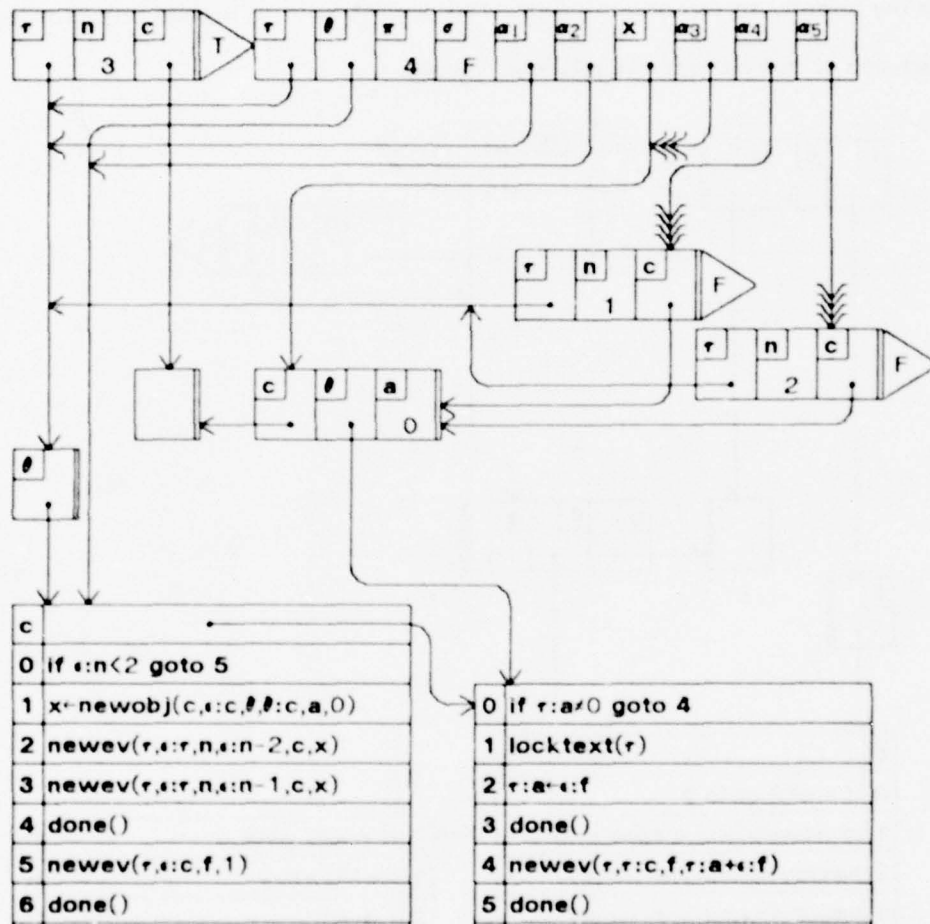 τ n c τ θ π σ α1 α2 x α3 α4 α5
3 T 4 F
τ n c
1 F
τ n c
2 F
c θ a
0
θ
c
0 if ε:n<2 goto 5
1 x←newobj(c,ε:c,θ,θ:c,a,0)
2 newev(τ,ε:τ,n,ε:n-2,c,x)
3 newev(τ,ε:τ,n,ε:n-1,c,x)
4 done()
5 newev(τ,ε:c,f,1)
6 done()
0 if τ:a≠0 goto 4
1 locktext(τ)
2 τ:a←ε:f
3 done()
4 newev(τ,τ:c,f,τ:a+ε:f)
5 done()